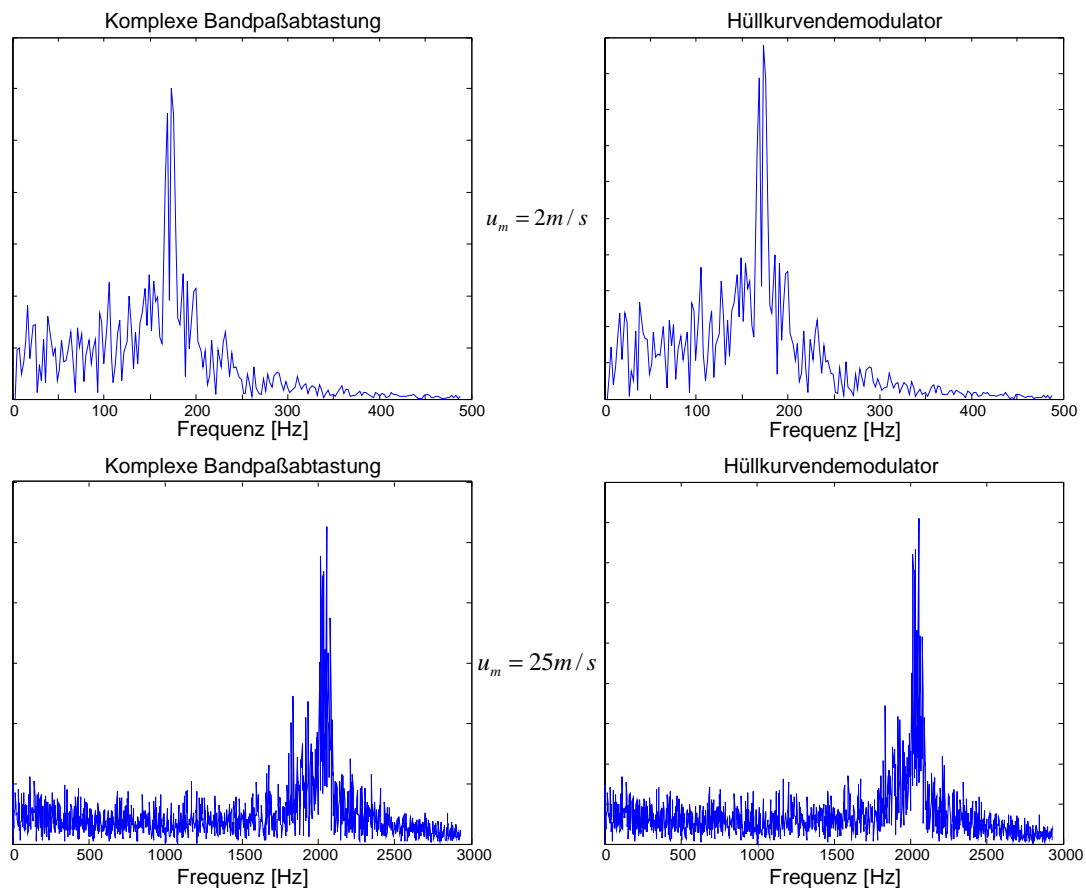 Komplexe Bandpaßabtastung
Hüllkurvendemodulator
u_m = 2m / s
0 100 200 300 400 500
Frequenz [Hz]
0 100 200 300 400 500
Frequenz [Hz]
Komplexe Bandpaßabtastung
Hüllkurvendemodulator
u_m = 25m / s
0 500 1000 1500 2000 2500 3000
Frequenz [Hz]
0 500 1000 1500 2000 2500 3000
Frequenz [Hz]